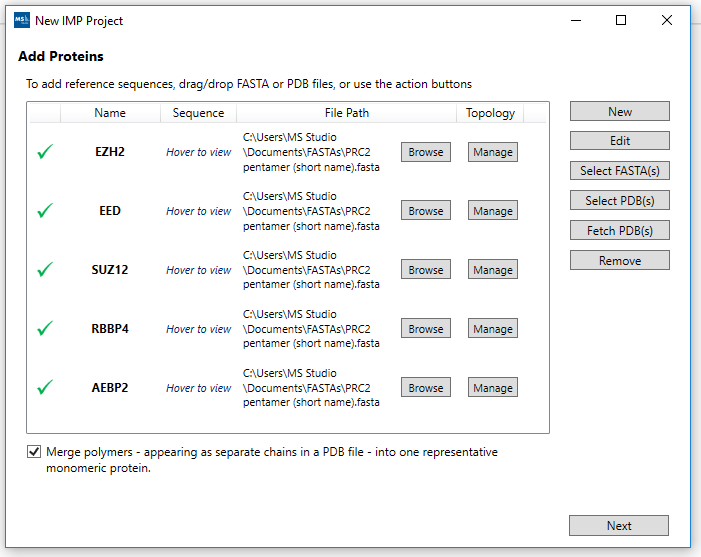 MS
New IMP Project
Add Proteins
To add reference sequences, drag/drop FASTA or PDB files, or use the action buttons
Name Sequence File Path Topology
EZH2 Hover to view C:\Users\MS Studio
\Documents\FASTAs\PRC2
pentamer (short name).fasta Browse Manage
EED Hover to view C:\Users\MS Studio
\Documents\FASTAs\PRC2
pentamer (short name).fasta Browse Manage
SUZ12 Hover to view C:\Users\MS Studio
\Documents\FASTAs\PRC2
pentamer (short name).fasta Browse Manage
RBBP4 Hover to view C:\Users\MS Studio
\Documents\FASTAs\PRC2
pentamer (short name).fasta Browse Manage
AEBP2 Hover to view C:\Users\MS Studio
\Documents\FASTAs\PRC2
pentamer (short name).fasta Browse Manage
New
Edit
Select FASTA(s)
Select PDB(s)
Fetch PDB(s)
Remove
Merge polymers - appearing as separate chains in a PDB file - into one representative
monomeric protein.
Next